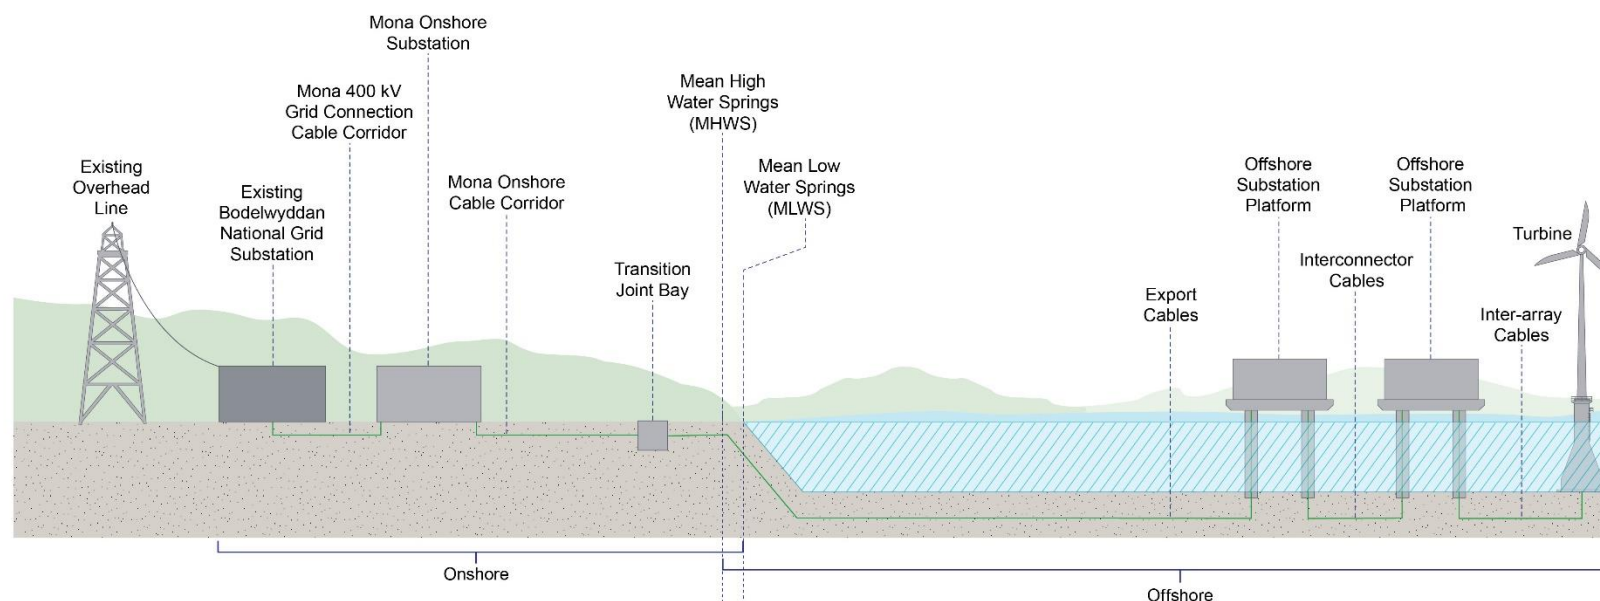 Mona Onshore
Substation
Mona 400 kV
Grid Connection
Cable Corridor
Mean High
Water Springs
(MHWS)
Existing
Overhead
Line
Existing
Bodelwyddan
National Grid
Substation
Mona Onshore
Cable Corridor
Mean Low
Water Springs
(MLWS)
Offshore
Substation
Platform
Offshore
Substation
Platform
Turbine
Transition
Joint Bay
Interconnector
Cables
Export
Cables
Inter-array
Cables
Onshore
Offshore